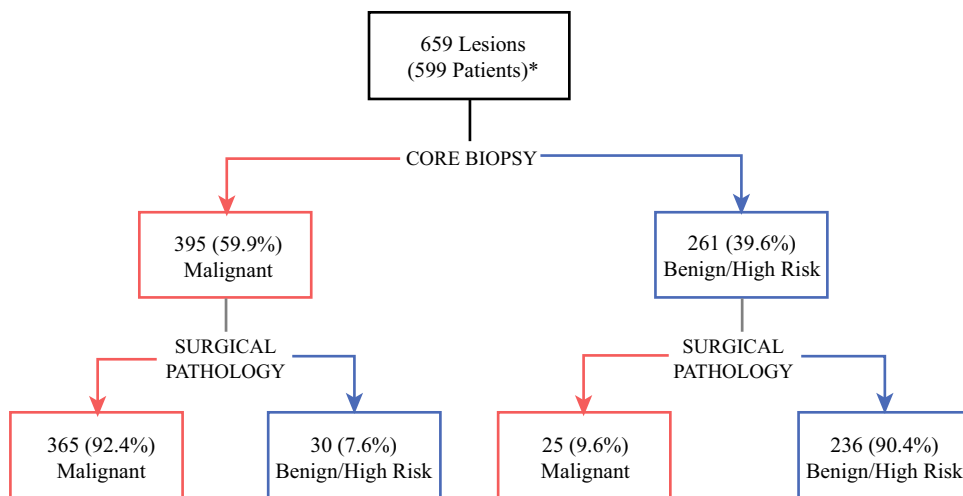 659 Lesions
(599 Patients)*
CORE BIOPSY
395 (59.9%)
Malignant
261 (39.6%)
Benign/High Risk
SURGICAL
PATHOLOGY
SURGICAL
PATHOLOGY
365 (92.4%)
Malignant
30 (7.6%)
Benign/High Risk
25 (9.6%)
Malignant
236 (90.4%)
Benign/High Risk